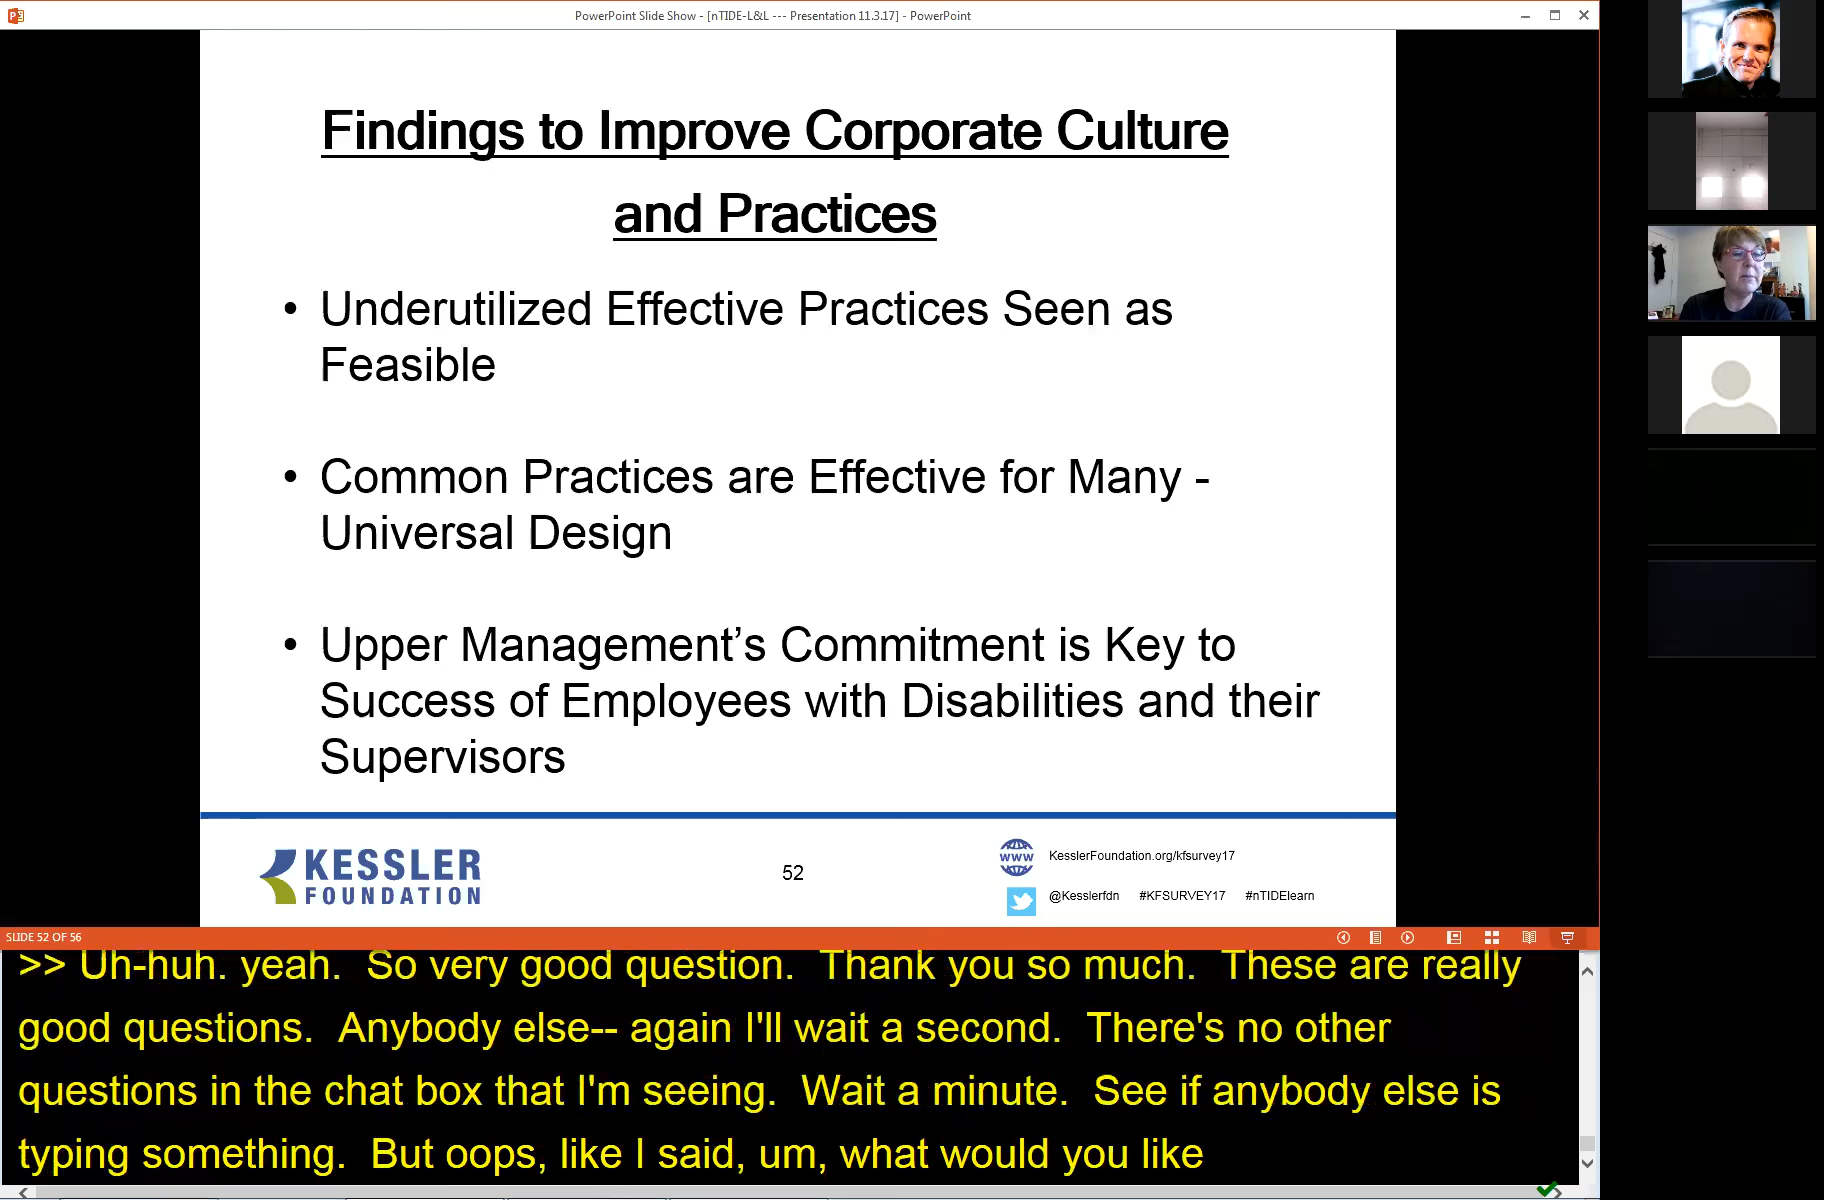 PowerPoint Slide Show - [nTIDE-L&L --- Presentation 11.3.17] - PowerPoint
Findings to Improve Corporate Culture
and Practices
• Underutilized Effective Practices Seen as
Feasible
• Common Practices are Effective for Many -
Universal Design
• Upper Management’s Commitment is Key to
Success of Employees with Disabilities and their
Supervisors
KESSLER
FOUNDATION
52
www
KesslerFoundation.org/kfsurvey17
@Kesslerfdn #KFSURVEY17 #nTIDElearn
SLIDE 52 OF 56
>> Uh-huh. yeah.  So very good question.  Thank you so much.  These are really
good questions.  Anybody else-- again I'll wait a second.  There's no other
questions in the chat box that I'm seeing.  Wait a minute.  See if anybody else is
typing something.  But oops, like I said, um, what would you like